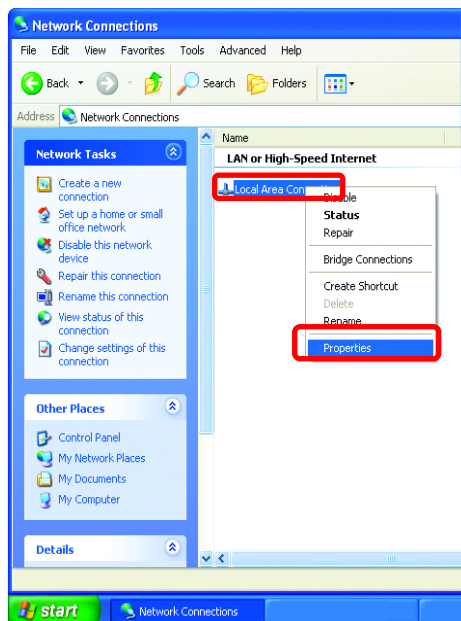 Network Connections
File Edit View Favorites Tools Advanced Help
Back Search Folders
Address Network Connections
Network Tasks
Create a new
connection
Set up a home or small
office network
Disable this network
device
Repair this connection
Rename this connection
View status of this
connection
Change settings of this
connection
Other Places
Control Panel
My Network Places
My Documents
My Computer
Details
Name
LAN or High-Speed Internet
Local Area Con
Disable
Status
Repair
Bridge Connections
Create Shortcut
Delete
Rename
Properties
start Network Connections